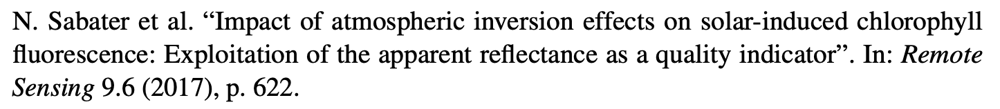 N. Sabater et al. “Impact of atmospheric inversion effects on solar-induced chlorophyll
fluorescence: Exploitation of the apparent reflectance as a quality indicator”. In: Remote
Sensing 9.6 (2017), p. 622.